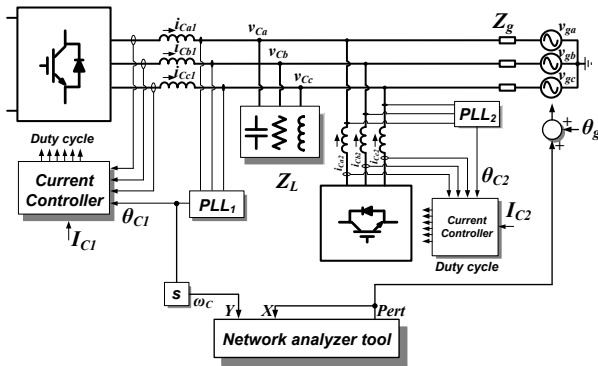 i_Ca1
i_Cb1
i_Cc1
v_Ca
v_Cb
v_Cc
Z_g
v_ga
v_gb
v_gc
Duty cycle
Current
Controller
θ_C1
I_C1
PLL_1
Z_L
i_Ca2
i_Cb2
i_Cc2
PLL_2
θ_C2
+
θ_g
+
Current
Controller
I_C2
Duty cycle
s
ω_C
Y
X
Pert
Network analyzer tool